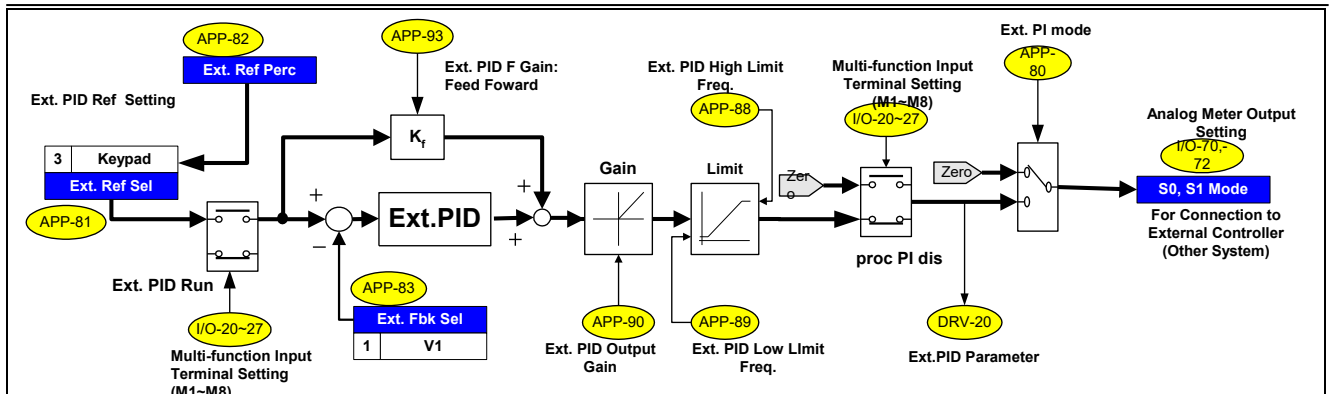 APP-82
Ext. Ref Perc
Ext. PID Ref Setting
3 Keypad
Ext. Ref Sel
APP-81
Ext. PID Run
I/O-20~27
Multi-function Input
Terminal Setting
(M1~M8)
APP-93
Ext. PID F Gain:
Feed Foward
Kf
+
−
Ext.PID
+
+
APP-83
Ext. Fbk Sel
1 V1
Gain
APP-90
Ext. PID Output
Gain
Ext. PID High Limit
Freq.
APP-88
Limit
APP-89
Ext. PID Low LImit
Freq.
Multi-function Input
Terminal Setting
(M1~M8)
I/O-20~27
Zer
o
proc PI dis
Zero
DRV-20
Ext.PID Parameter
Ext. PI mode
APP-
80
Analog Meter Output
Setting
I/O-70,-
72
S0, S1 Mode
For Connection to
External Controller
(Other System)